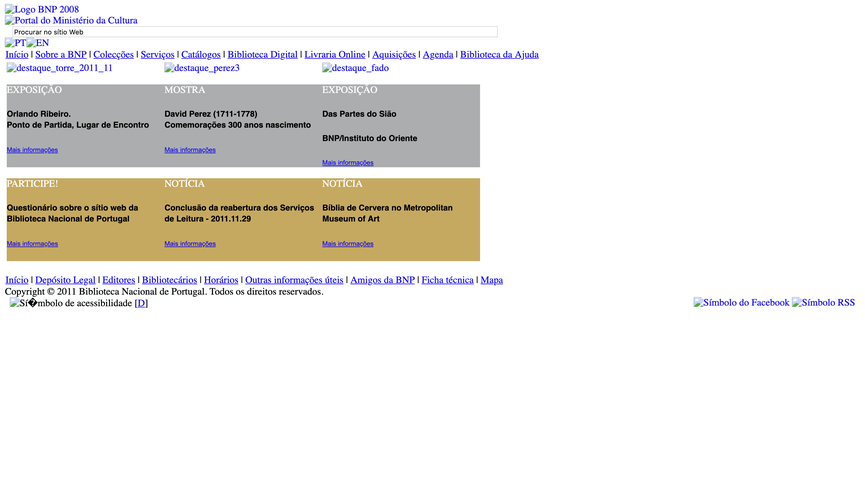 Logo BNP 2008
Portal do Ministério da Cultura
Procurar no sítio Web
PT EN
Início | Sobre a BNP | Colecções | Serviços | Catálogos | Biblioteca Digital | Livraria Online | Aquisições | Agenda | Biblioteca da Ajuda
destaque_torre_2011_11 destaque_perez3 destaque_fado
EXPOSIÇÃO
Orlando Ribeiro.
Ponto de Partida, Lugar de Encontro
Mais informações
MOSTRA
David Perez (1711-1778)
Comemorações 300 anos nascimento
Mais informações
EXPOSIÇÃO
Das Partes do Sião
BNP/Instituto do Oriente
Mais informações
PARTICIPE!
Questionário sobre o sítio web da
Biblioteca Nacional de Portugal
Mais informações
NOTÍCIA
Conclusão da reabertura dos Serviços
de Leitura - 2011.11.29
Mais informações
NOTÍCIA
Bíblia de Cervera no Metropolitan
Museum of Art
Mais informações
Início | Depósito Legal | Editores | Bibliotecários | Horários | Outras informações úteis | Amigos da BNP | Ficha técnica | Mapa
Copyright © 2011 Biblioteca Nacional de Portugal. Todos os direitos reservados.
Sí�mbolo de acessibilidade [D]
Símbolo do Facebook Símbolo RSS